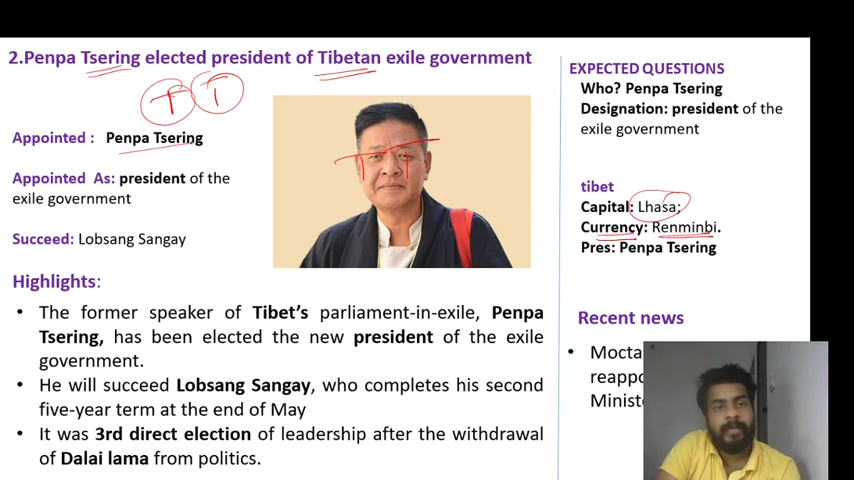 2.Penpa Tsering elected president of Tibetan exile government
T T
Appointed : Penpa Tsering
Appointed As: president of the
exile government
Succeed: Lobsang Sangay
Highlights:
• The former speaker of Tibet's parliament-in-exile, Penpa
Tsering, has been elected the new president of the exile
government.
• He will succeed Lobsang Sangay, who completes his second
five-year term at the end of May
• It was 3rd direct election of leadership after the withdrawal
of Dalai lama from politics.
EXPECTED QUESTIONS
Who? Penpa Tsering
Designation: president of the
exile government
tibet
Capital: Lhasa;
Currency: Renminbi.
Pres: Penpa Tsering
Recent news
•